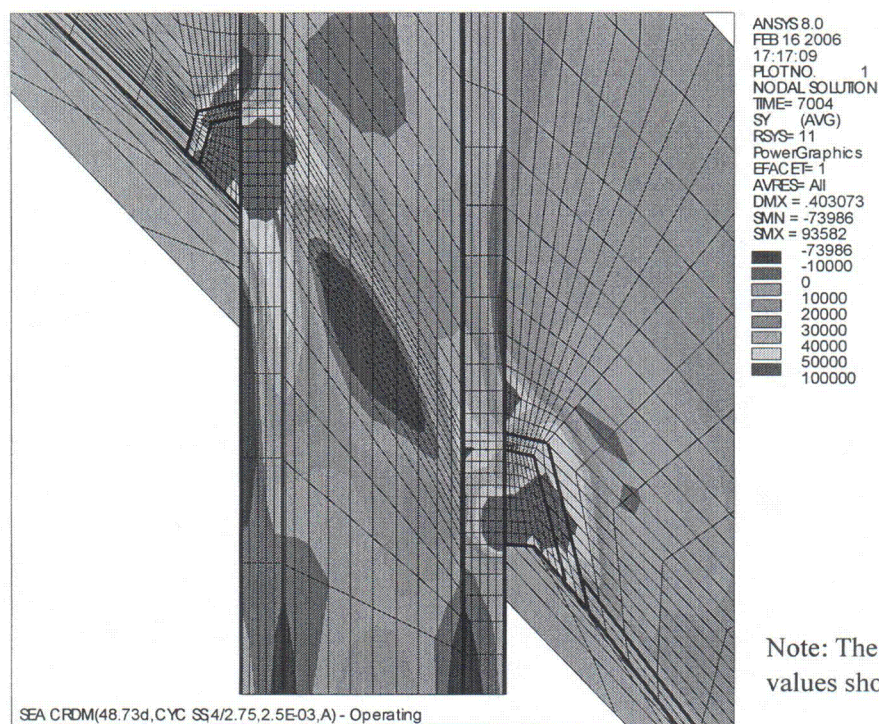 ANSYS 8.0
FEB 16 2006
17:17:09
PLOT NO. 1
NODAL SOLUTION
TIME= 7004
SY (AVG)
RSYS= 11
PowerGraphics
EFACET= 1
AVRES= All
DMX = .403073
SMN = -73986
SMX = 93582
-73986
-10000
0
10000
20000
30000
40000
50000
100000
Note: The
values sho
SEA CRDM(48.73d,CYC SS,4/2.75,2.5E-03,A) - Operating